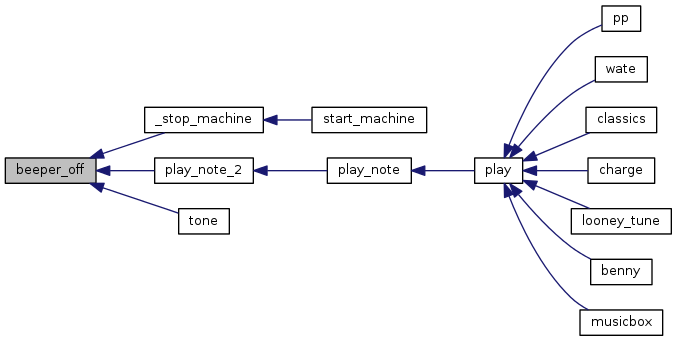 pp
wate
_stop_machine
start_machine
classics
beeper_off
play_note_2
play_note
play
charge
tone
looney_tune
benny
musicbox